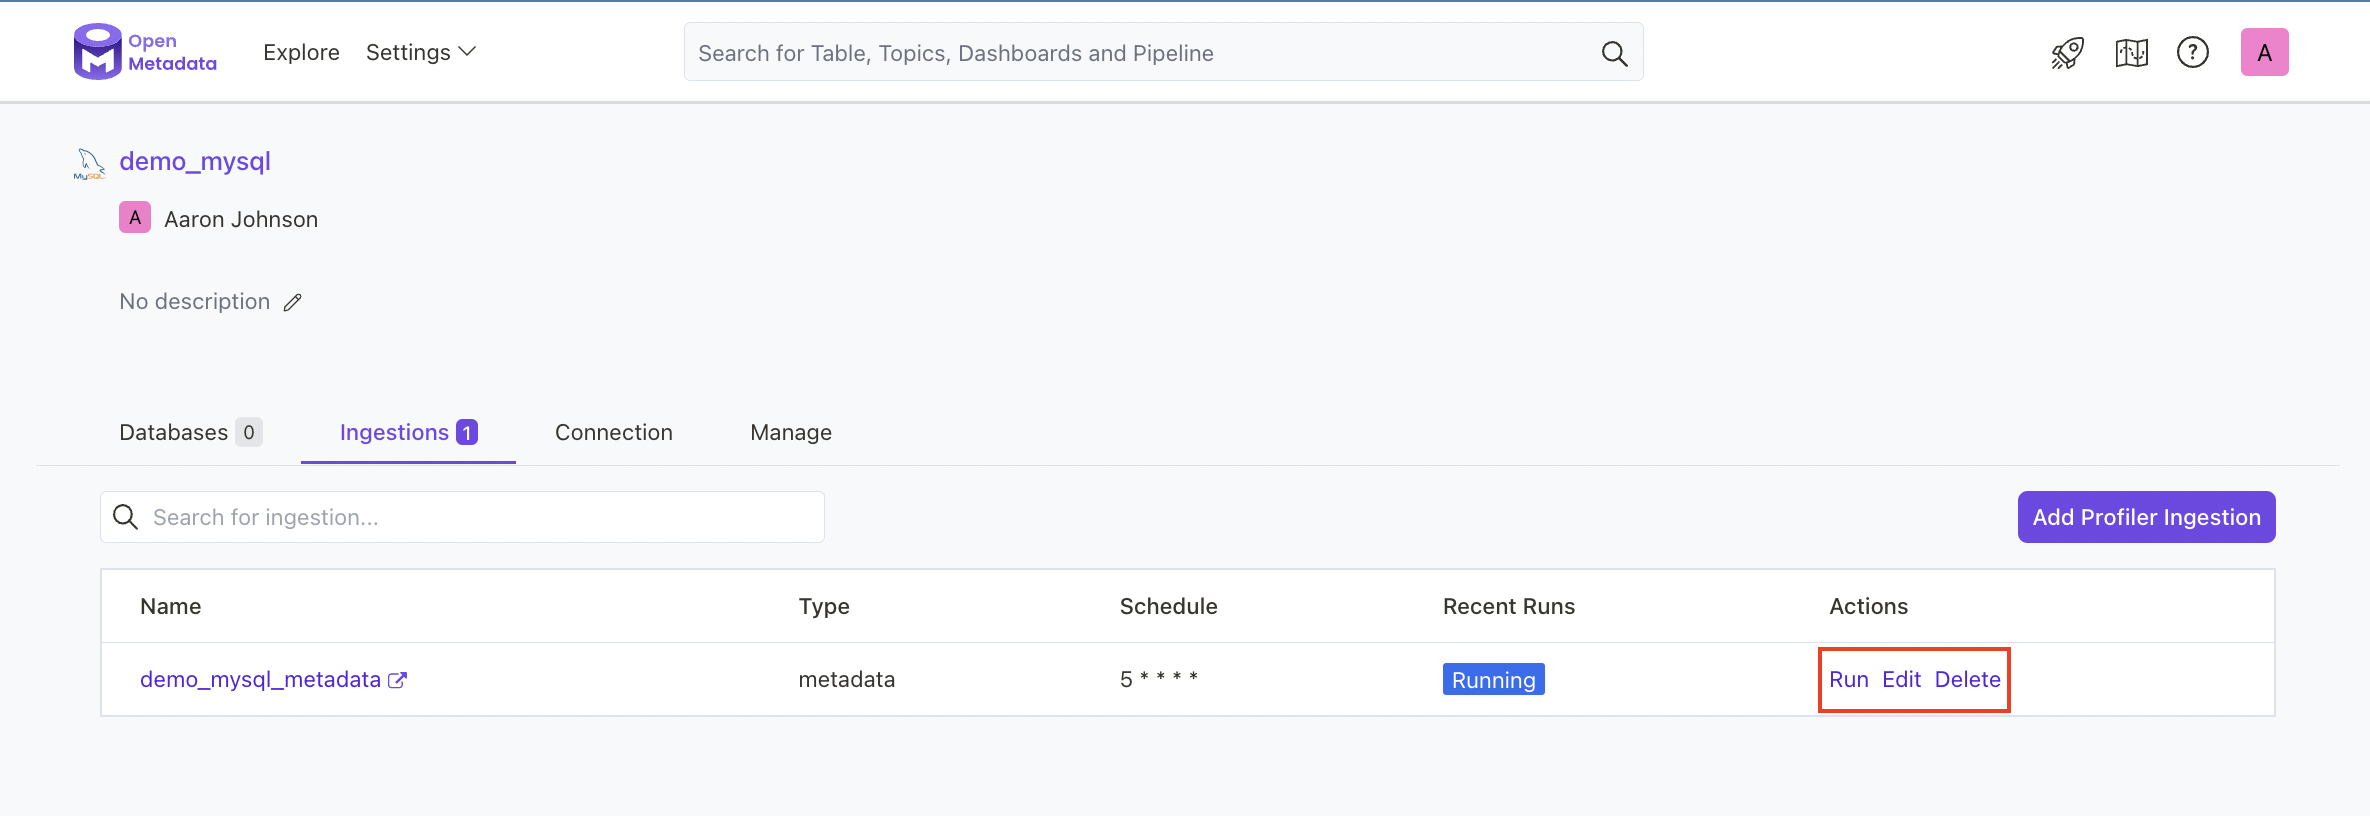 Open
Metadata
Explore Settings
Search for Table, Topics, Dashboards and Pipeline
?
A
MySQL
demo_mysql
A Aaron Johnson
No description
Databases 0 Ingestions 1 Connection Manage
Search for ingestion...
Add Profiler Ingestion
Name Type Schedule Recent Runs Actions
demo_mysql_metadata metadata 5 * * * * Running Run Edit Delete